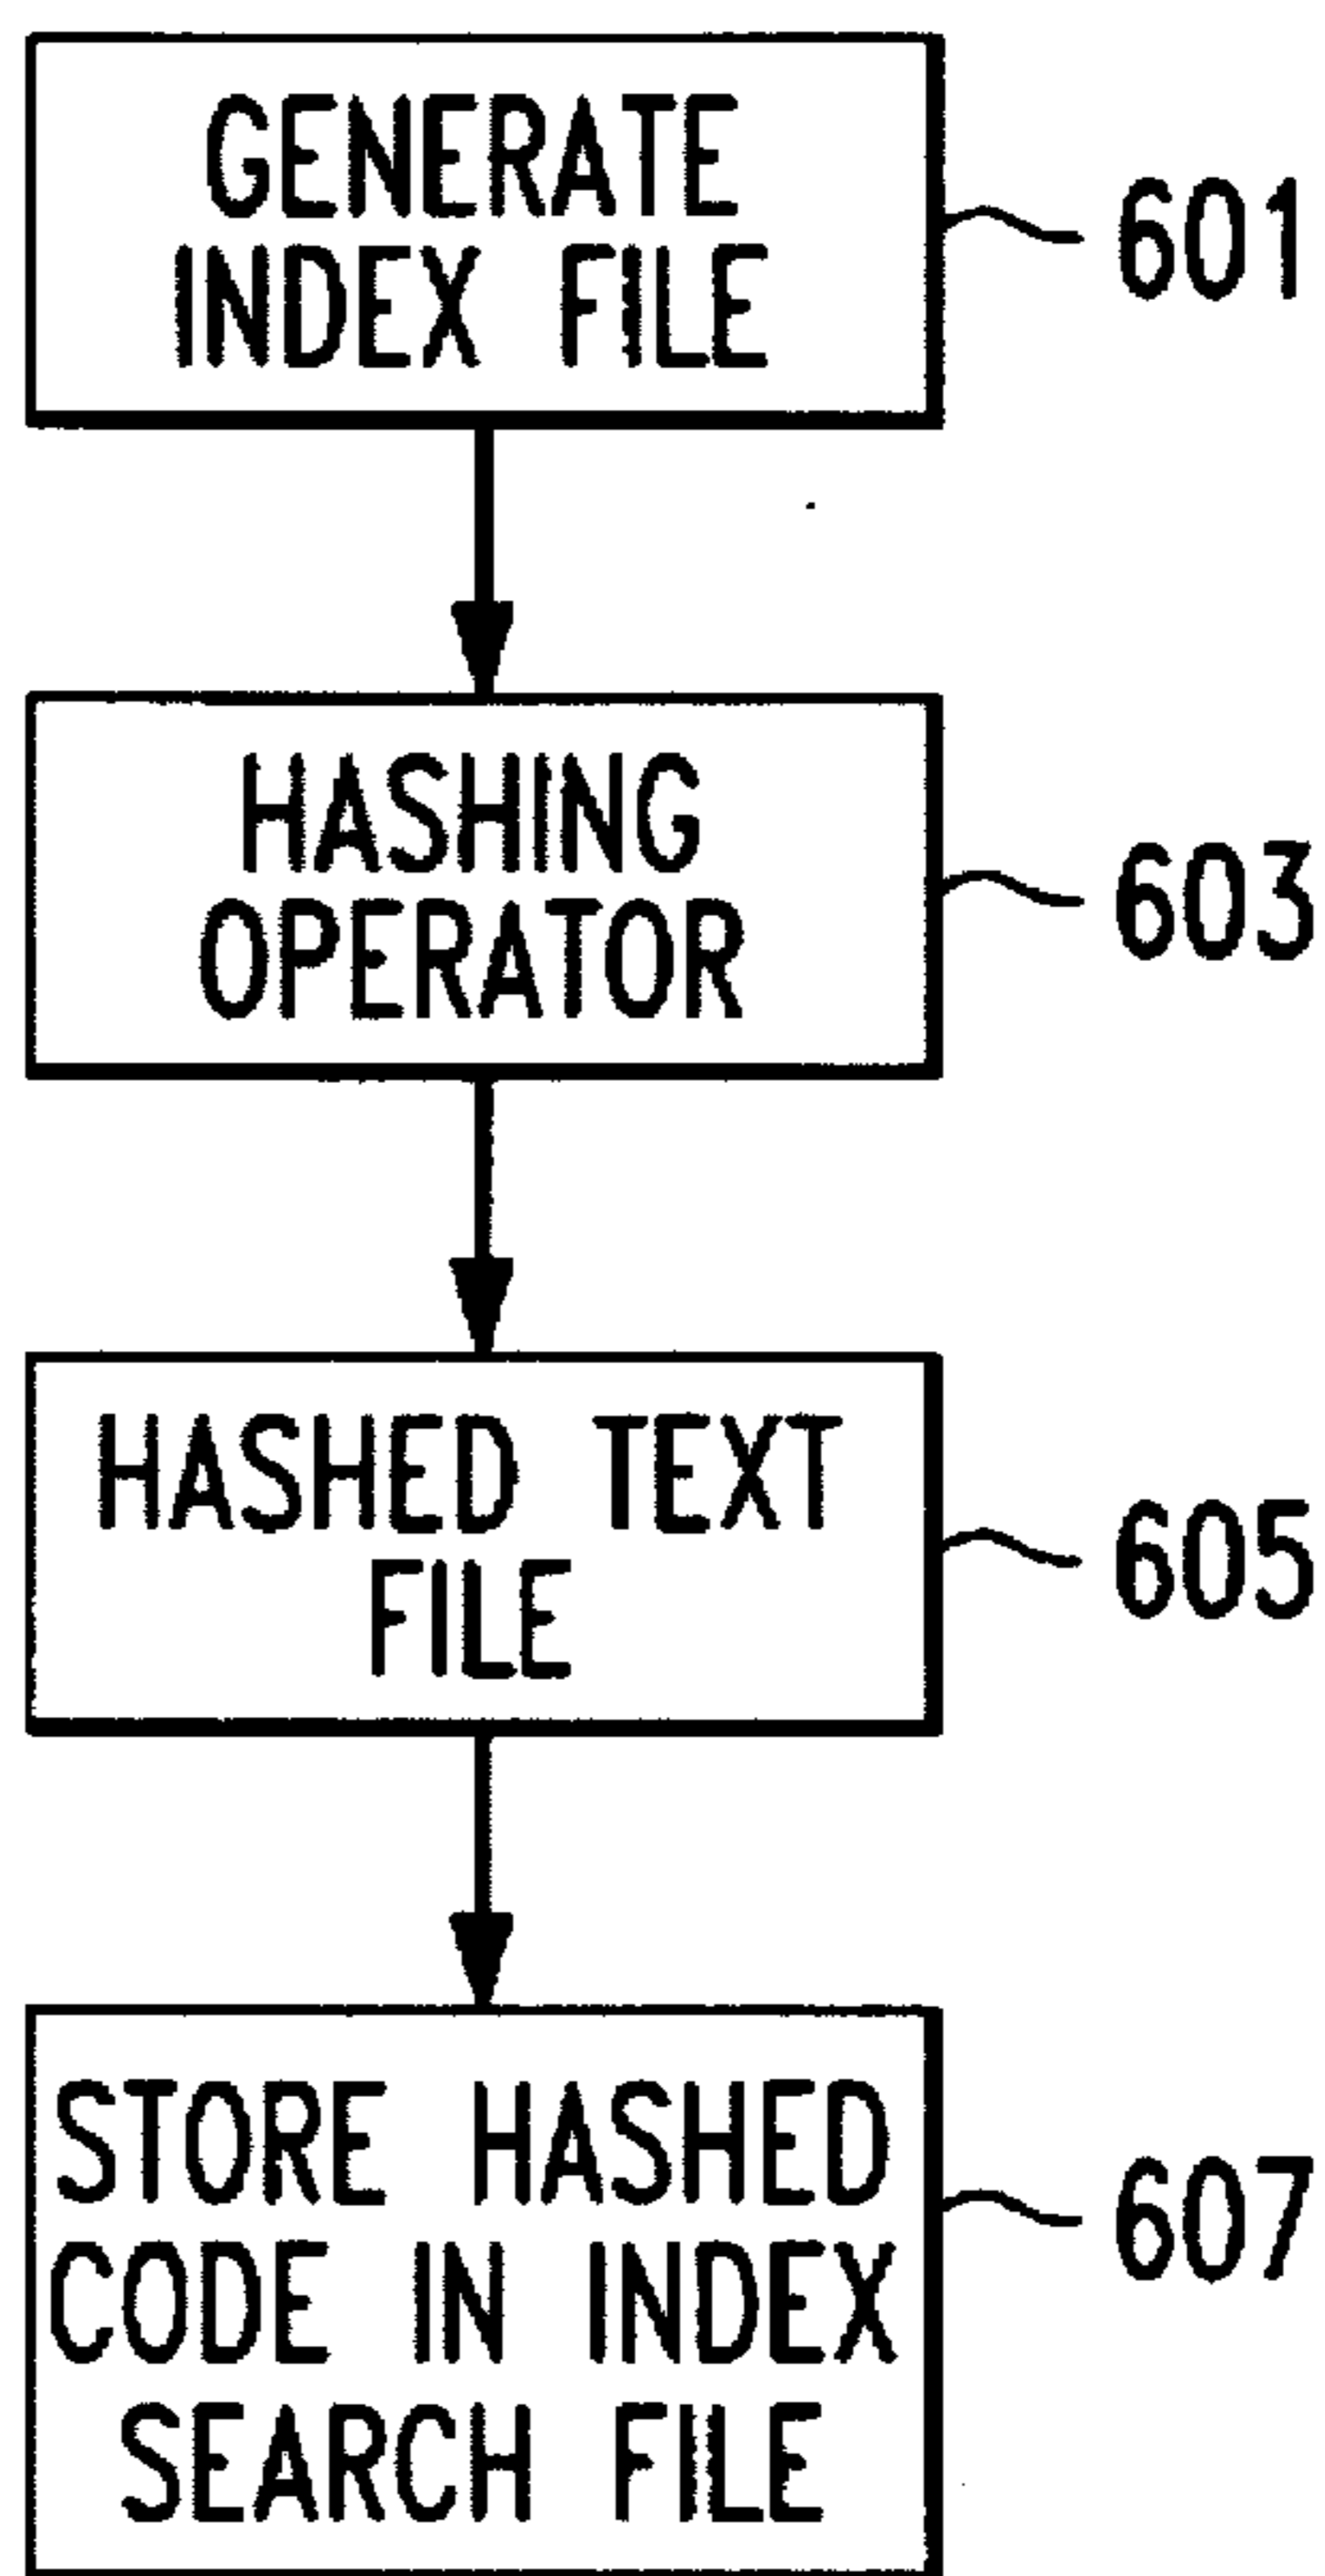 GENERATE
INDEX FILE
601
HASHING
OPERATOR
603
HASHED TEXT
FILE
605
STORE HASHED
CODE IN INDEX
SEARCH FILE
607